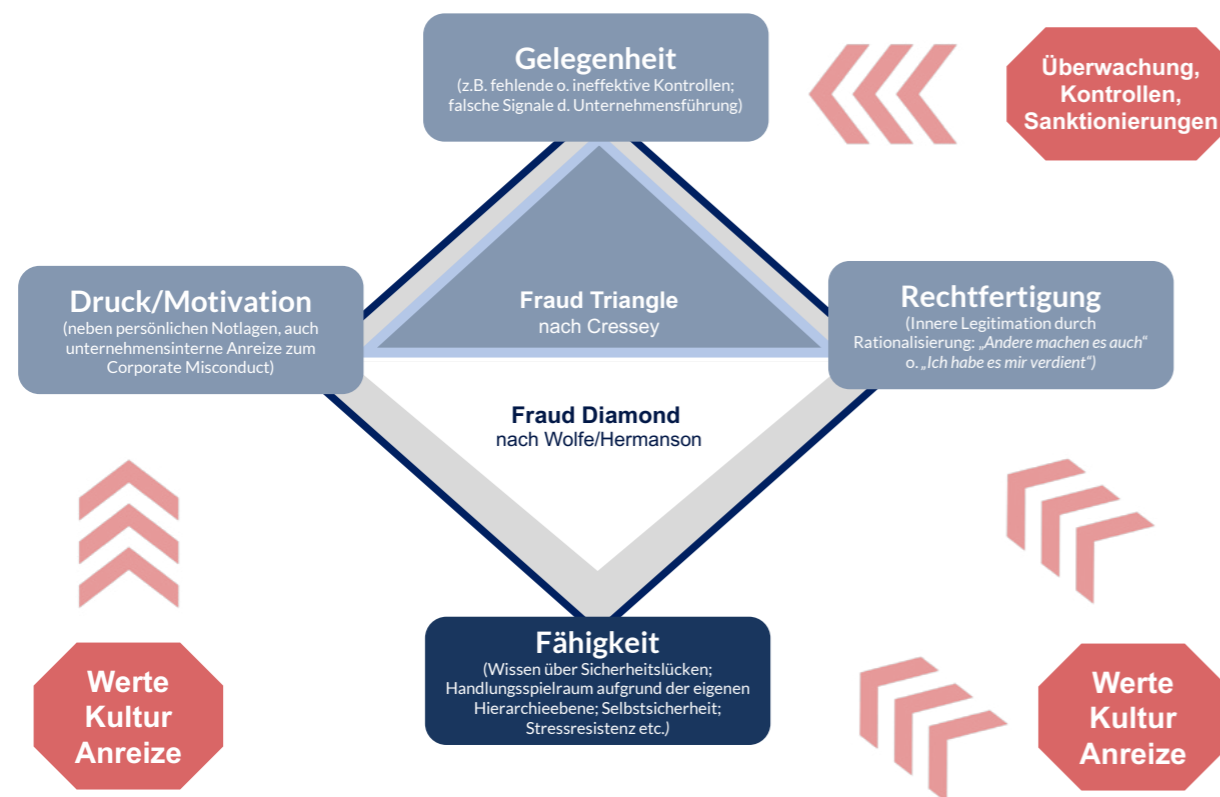 Gelegenheit
(z.B. fehlende o. ineffektive Kontrollen;
falsche Signale d. Unternehmensführung)
Überwachung,
Kontrollen,
Sanktionierungen
Druck/Motivation
(neben persönlichen Notlagen, auch
unternehmensinterne Anreize zum
Corporate Misconduct)
Fraud Triangle
nach Cressey
Rechtfertigung
(Innere Legitimation durch
Rationalisierung: „Andere machen es auch“
o. „Ich habe es mir verdient“)
Fraud Diamond
nach Wolfe/Hermanson
Werte
Kultur
Anreize
Fähigkeit
(Wissen über Sicherheitslücken;
Handlungsspielraum aufgrund der eigenen
Hierarchieebene; Selbstsicherheit;
Stressresistenz etc.)
Werte
Kultur
Anreize